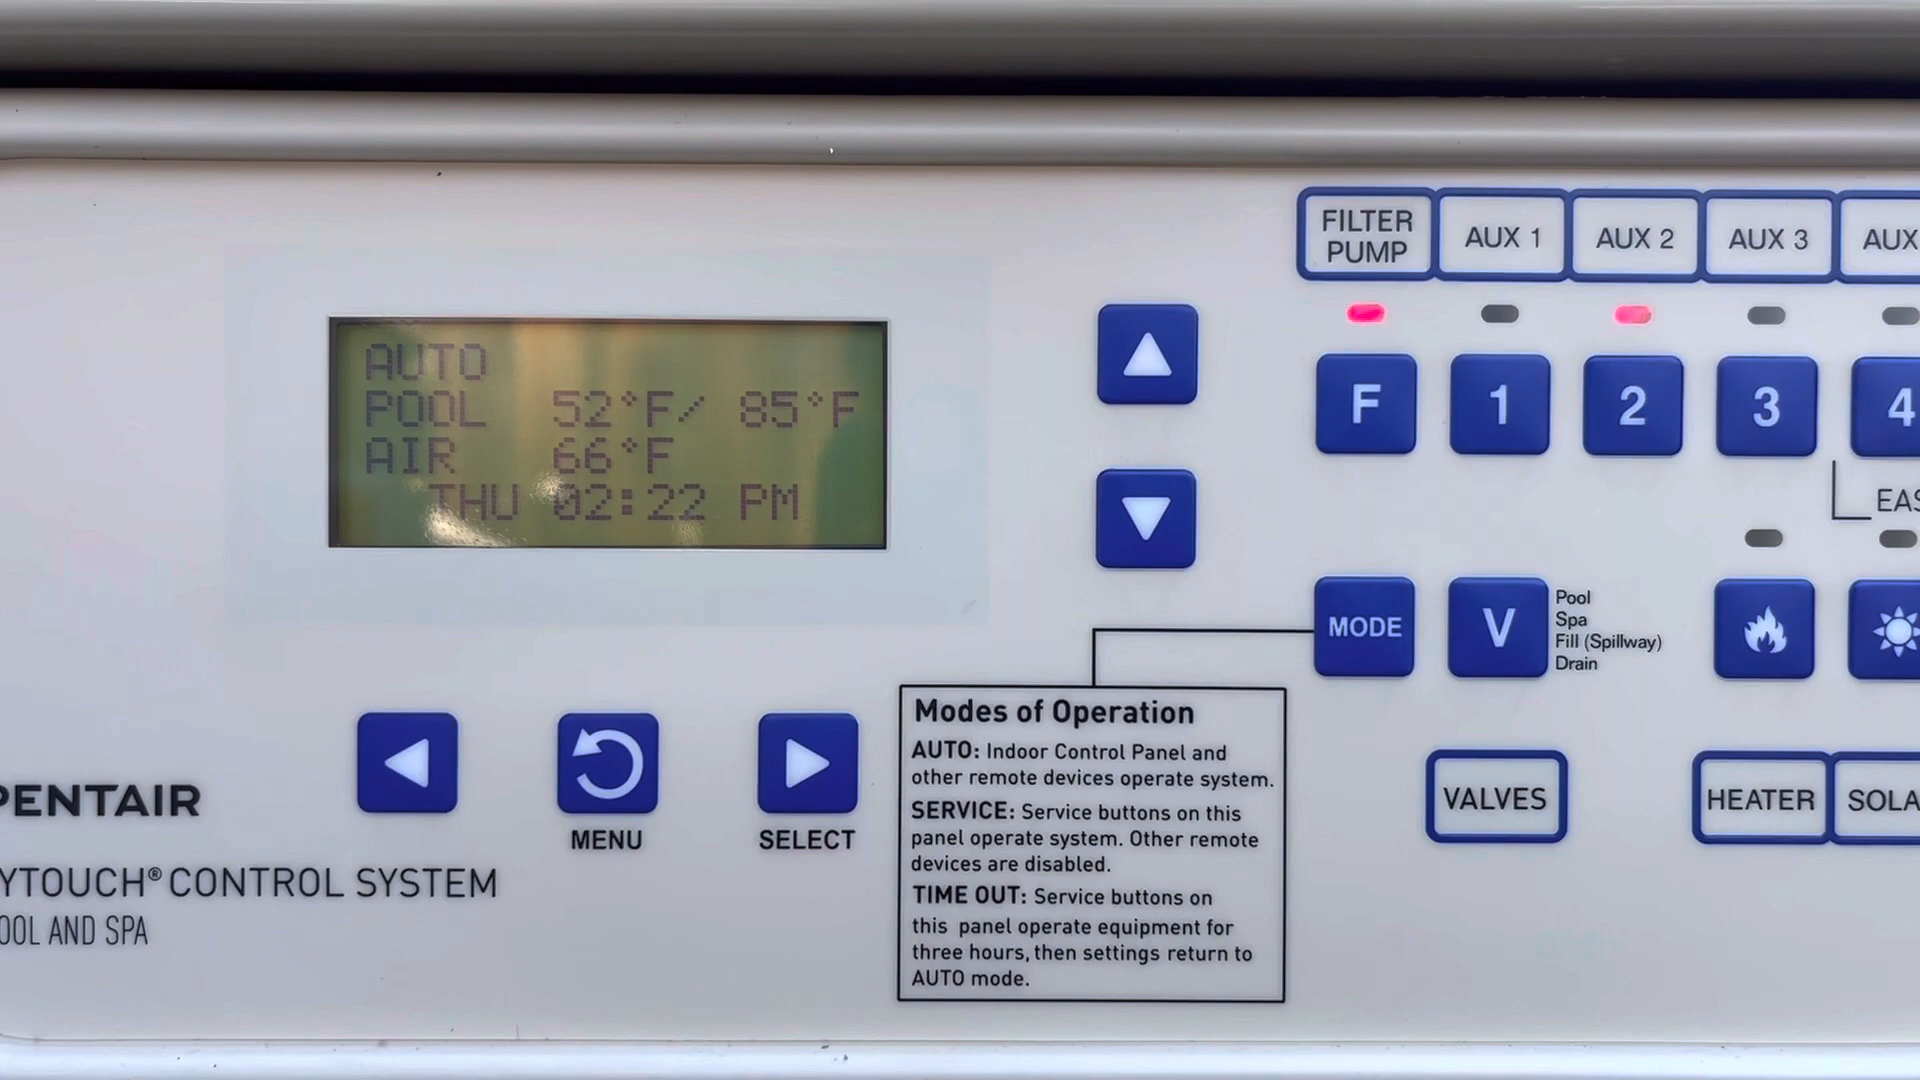 FILTER PUMP
AUX 1
AUX 2
AUX 3
AUX
AUTO
POOL 52°F/ 85°F
AIR 66°F
THU 02:22 PM
F
1
2
3
4
EAS
MODE
V
Pool
Spa
Fill (Spillway)
Drain
Modes of Operation
AUTO: Indoor Control Panel and
other remote devices operate system.
SERVICE: Service buttons on this
panel operate system. Other remote
devices are disabled.
TIME OUT: Service buttons on
this panel operate equipment for
three hours, then settings return to
AUTO mode.
VALVES
HEATER
SOLA
MENU
SELECT
PENTAIR
YTOUCH® CONTROL SYSTEM
OOL AND SPA